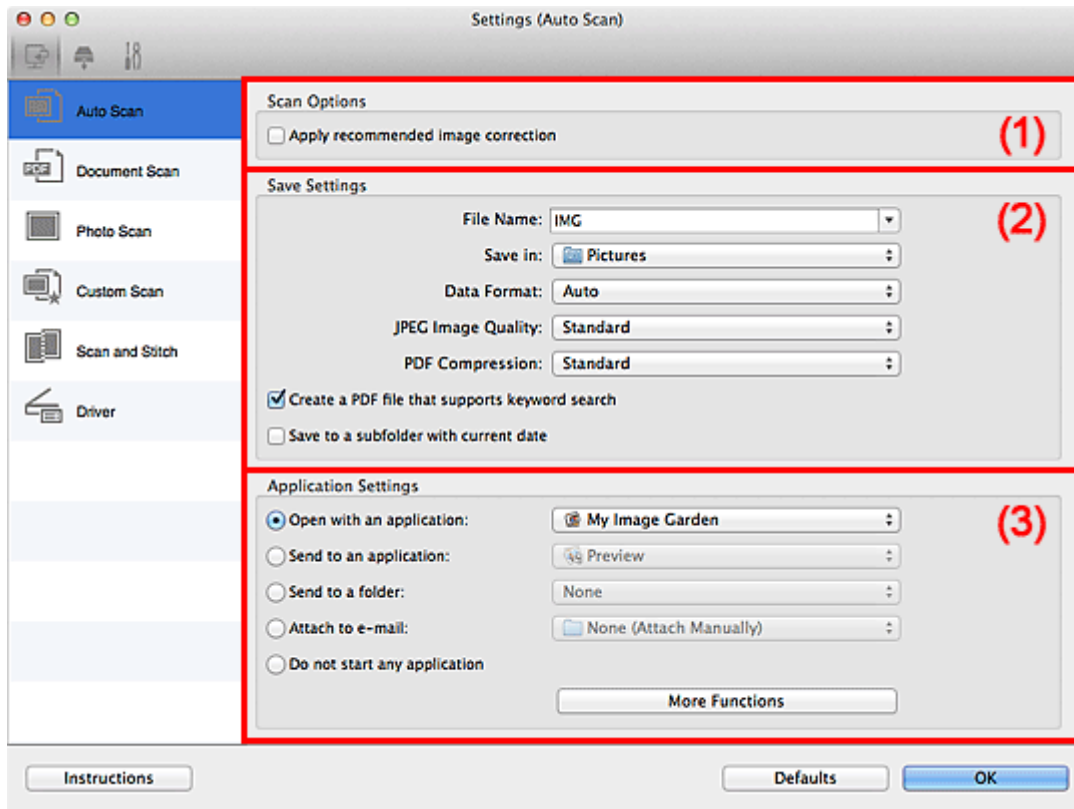 Settings (Auto Scan)
Auto Scan
Document Scan
Photo Scan
Custom Scan
Scan and Stitch
Driver
Scan Options
Apply recommended image correction
(1)
Save Settings
(2)
File Name: IMG
Save in: Pictures
Data Format: Auto
JPEG Image Quality: Standard
PDF Compression: Standard
Create a PDF file that supports keyword search
Save to a subfolder with current date
Application Settings
(3)
Open with an application: My Image Garden
Send to an application: Preview
Send to a folder: None
Attach to e-mail: None (Attach Manually)
Do not start any application
More Functions
Instructions
Defaults
OK